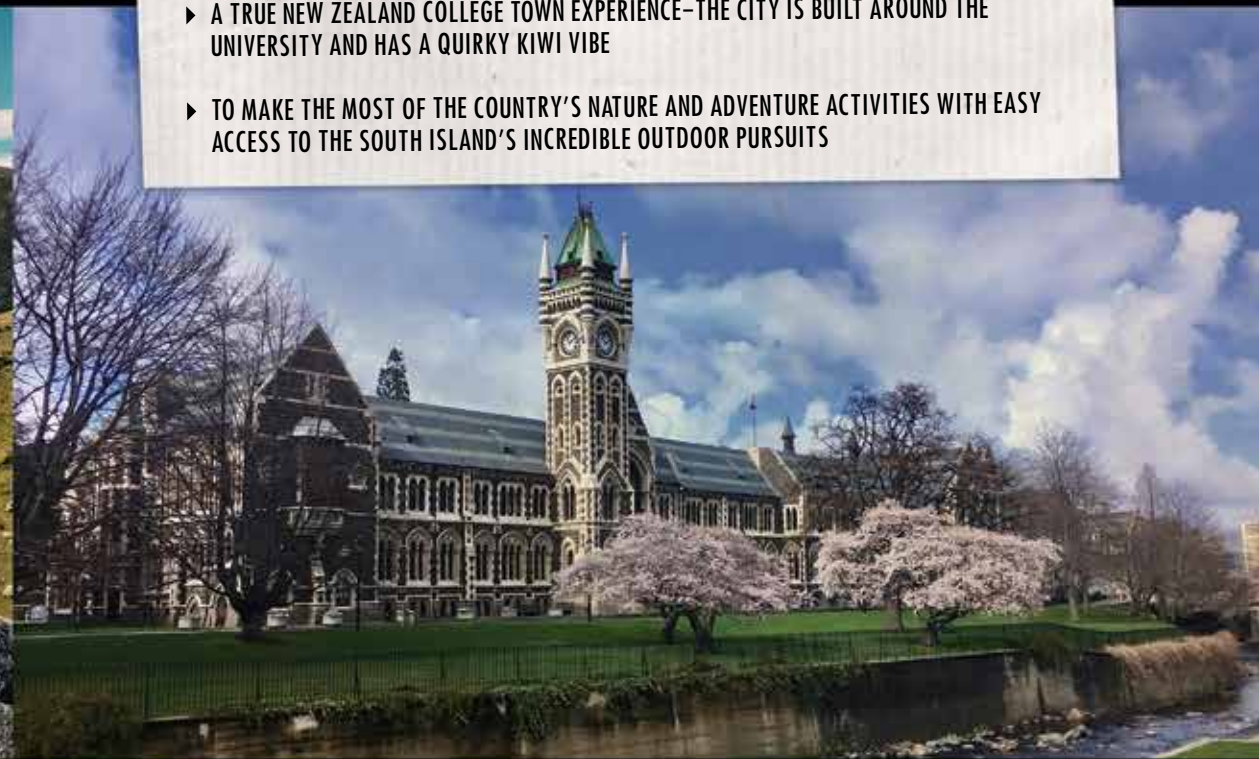 ▸ A TRUE NEW ZEALAND COLLEGE TOWN EXPERIENCE–THE CITY IS BUILT AROUND THE
UNIVERSITY AND HAS A QUIRKY KIWI VIBE
▸ TO MAKE THE MOST OF THE COUNTRY'S NATURE AND ADVENTURE ACTIVITIES WITH EASY
ACCESS TO THE SOUTH ISLAND'S INCREDIBLE OUTDOOR PURSUITS